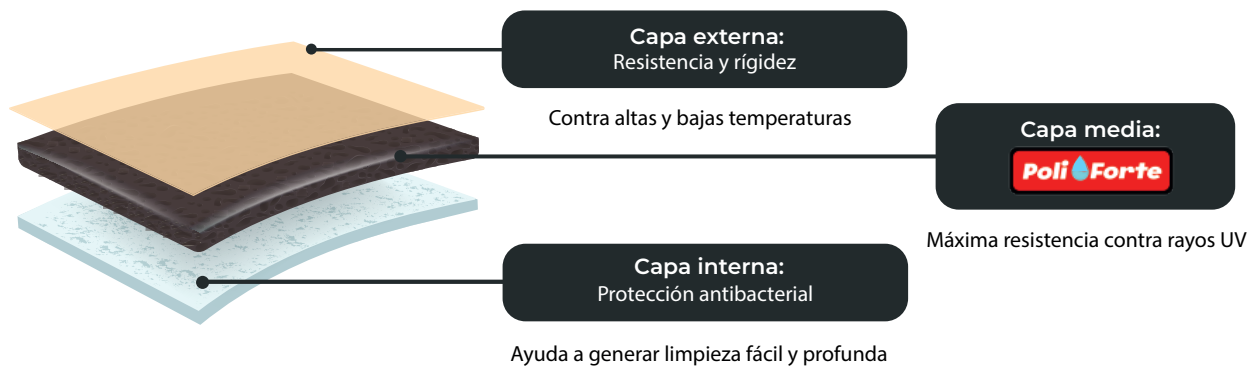 Capa externa:
Resistencia y rígidez
Contra altas y bajas temperaturas
Capa media:
Poli Forte
Máxima resistencia contra rayos UV
Capa interna:
Protección antibacterial
Ayuda a generar limpieza fácil y profunda